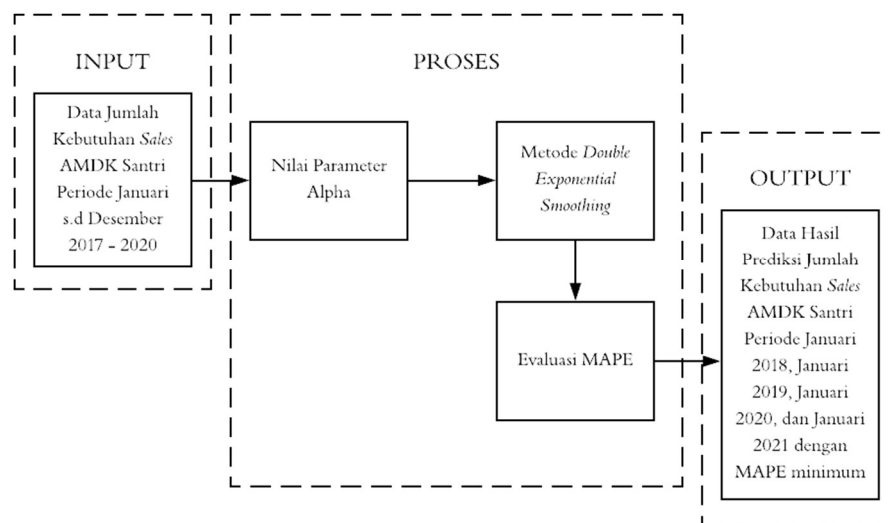 INPUT
Data Jumlah
Kebutuhan Sales
AMDK Santri
Periode Januari
s.d Desember
2017 – 2020
PROSES
Nilai Parameter
Alpha
Metode Double
Exponential
Smoothing
Evaluasi MAPE
OUTPUT
Data Hasil
Prediksi Jumlah
Kebutuhan Sales
AMDK Santri
Periode Januari
2018, Januari
2019, Januari
2020, dan Januari
2021 dengan
MAPE minimum